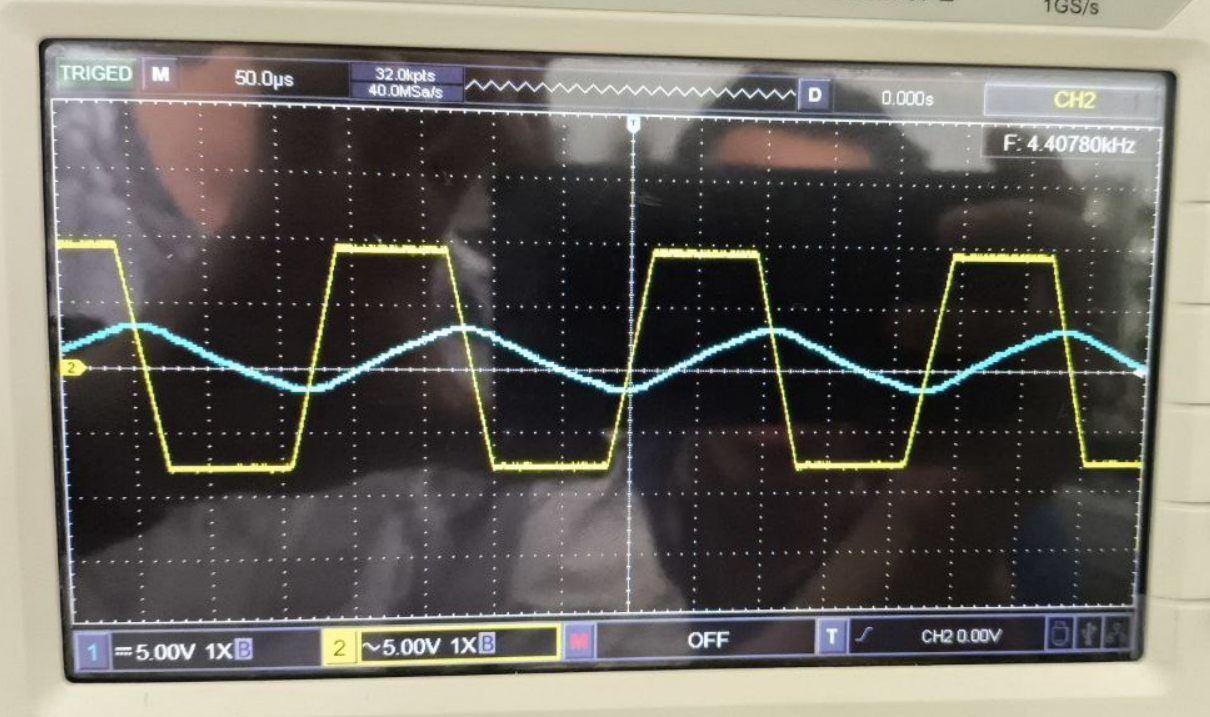 1GS/s
TRIGED M 50.0µs 32.0kpts D 0.000s CH2
40.0MSa/s
T
F: 4.40780kHz
2
1 5.00V 1X B 2 ~5.00V 1X B M OFF T CH2 0.00V